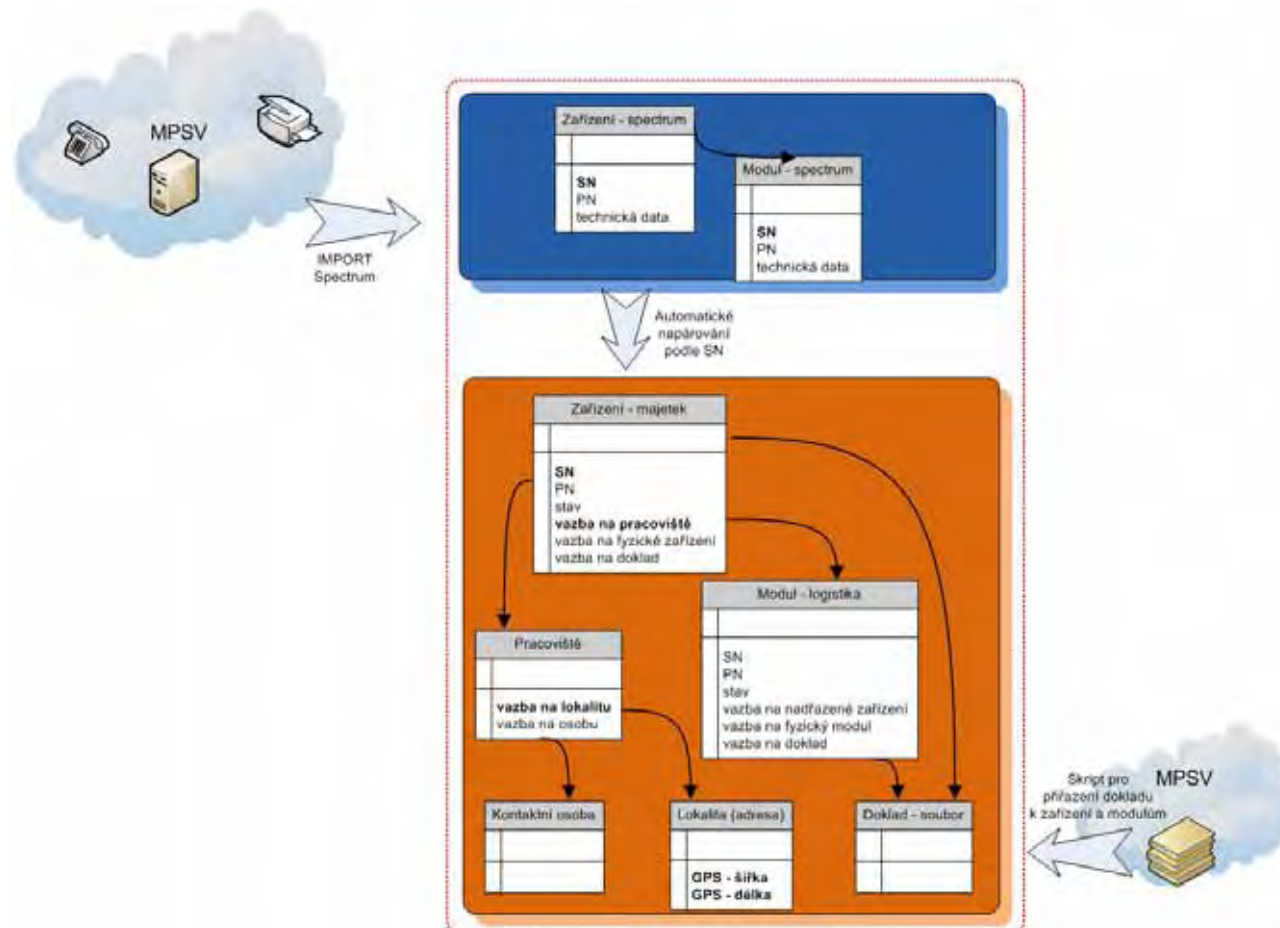 MPSV
IMPORT
Spectrum
Zařízení - spectrum
SN
PN
technická data
Modul - spectrum
SN
PN
technická data
Automatické
napárování
podle SN
Zařízení - majetek
SN
PN
stav
vazba na pracoviště
vazba na fyzické zařízení
vazba na doklad
Modul - logistika
SN
PN
stav
vazba na nadřazené zařízení
vazba na fyzický modul
vazba na doklad
Pracoviště
vazba na lokalitu
vazba na osobu
Kontaktní osoba
Lokalita (adresa)
GPS - šířka
GPS - délka
Doklad - soubor
Skript pro
přiřazení dokladu
k zařízení a modulům
MPSV